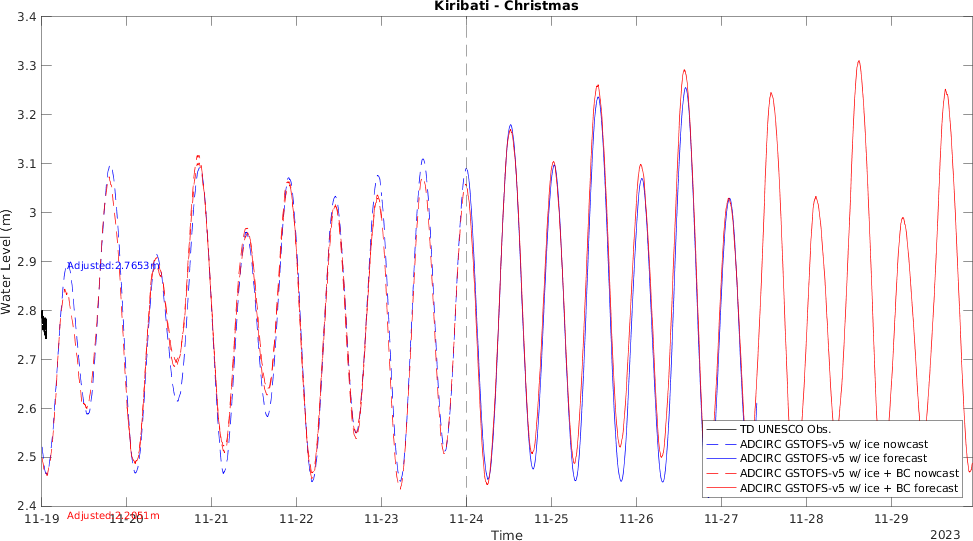 Kiribati - Christmas
3.4
3.3
3.2
3.1
3
2.9
2.8
2.7
2.6
2.5
2.4
Water Level (m)
Adjusted:2.7653m
TD UNESCO Obs.
ADCIRC GSTOFS-v5 w/ ice nowcast
ADCIRC GSTOFS-v5 w/ ice forecast
ADCIRC GSTOFS-v5 w/ ice + BC nowcast
ADCIRC GSTOFS-v5 w/ ice + BC forecast
11-19 11-20 11-21 11-22 11-23 11-24 11-25 11-26 11-27 11-28 11-29
Time
2023